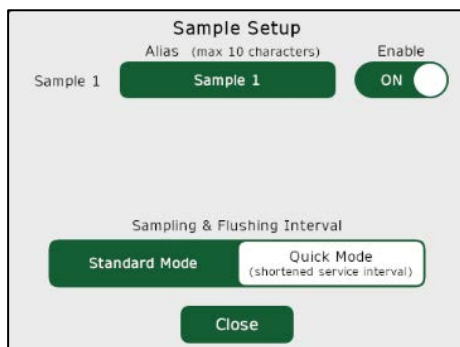 Sample Setup
Alias (max 10 characters) Enable
Sample 1 Sample 1 ON
Sampling & Flushing Interval
Standard Mode Quick Mode
(shortened service interval)
Close